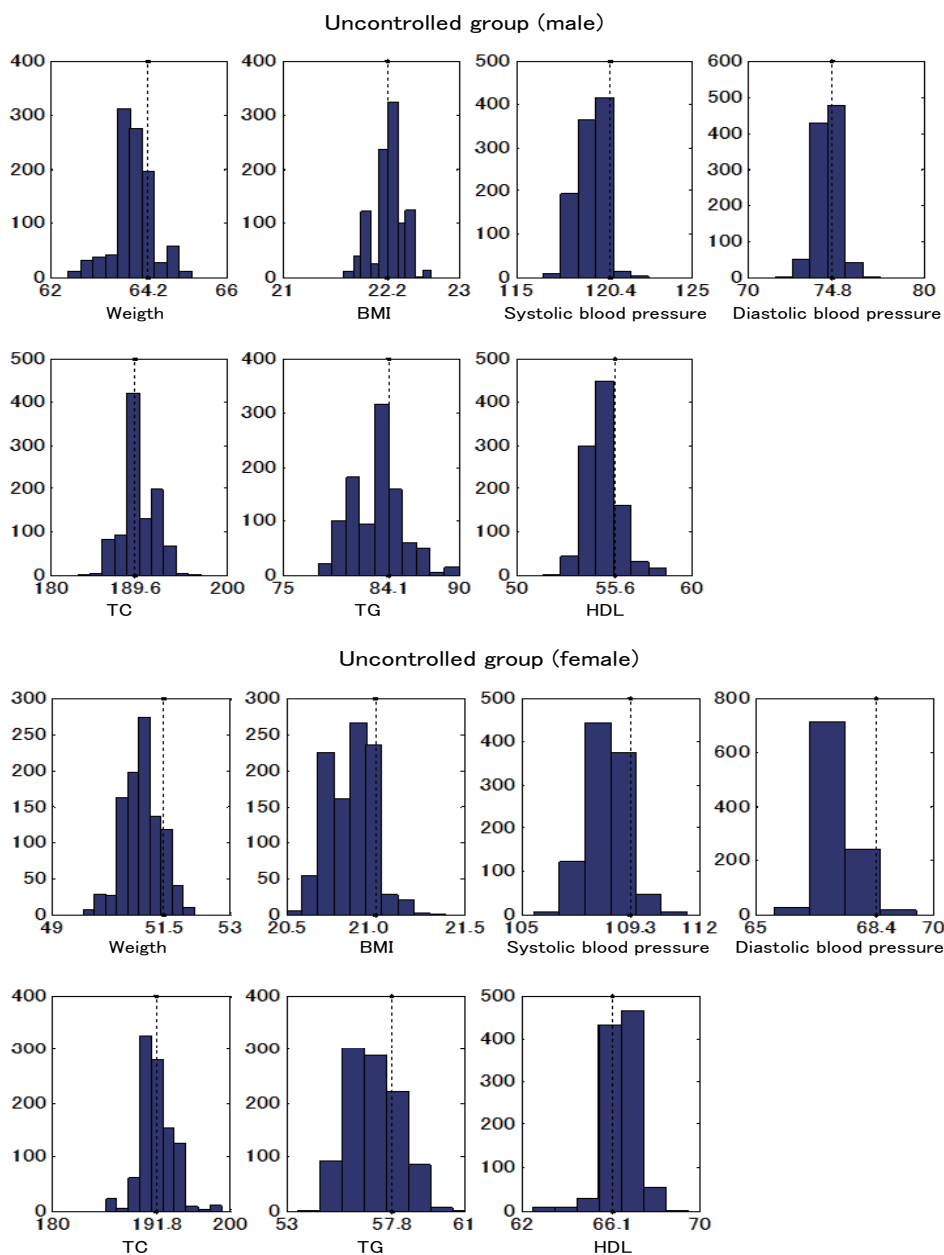 Uncontrolled group (male)
400
300
200
100
0
62 64.2 66
Weigth
400
300
200
100
0
21 22.2 23
BMI
500
400
300
200
100
0
115 120.4 125
Systolic blood pressure
600
500
400
300
200
100
0
70 74.8 80
Diastolic blood pressure
500
400
300
200
100
0
180 189.6 200
TC
400
300
200
100
0
75 84.1 90
TG
500
400
300
200
100
0
50 55.6 60
HDL
Uncontrolled group (female)
300
250
200
150
100
50
0
49 51.5 53
Weigth
300
250
200
150
100
50
0
20.5 21.0 21.5
BMI
500
400
300
200
100
0
105 109.3 112
Systolic blood pressure
800
600
400
200
0
65 68.4 70
Diastolic blood pressure
400
300
200
100
0
180 191.8 200
TC
400
300
200
100
0
53 57.8 61
TG
500
400
300
200
100
0
62 66.1 70
HDL